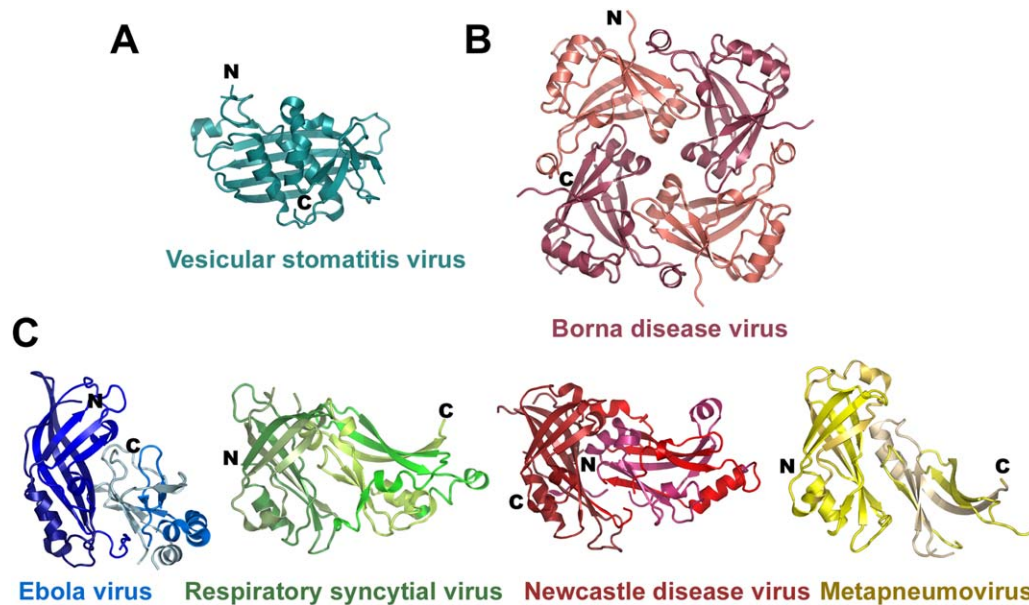 A
B
N
N
C
C
Vesicular stomatitis virus
Borna disease virus
C
N
C
N
C
N
C
N
C
Ebola virus
Respiratory syncytial virus
Newcastle disease virus
Metapneumovirus